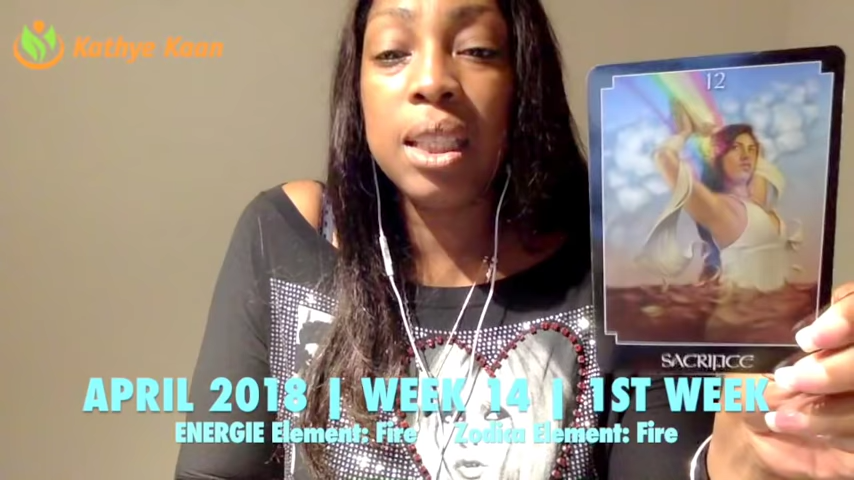 Kathye Kaan
12
SACRIFICE
APRIL 2018 | WEEK 14 | 1ST WEEK
ENERGIE Element: Fire Zodica Element: Fire